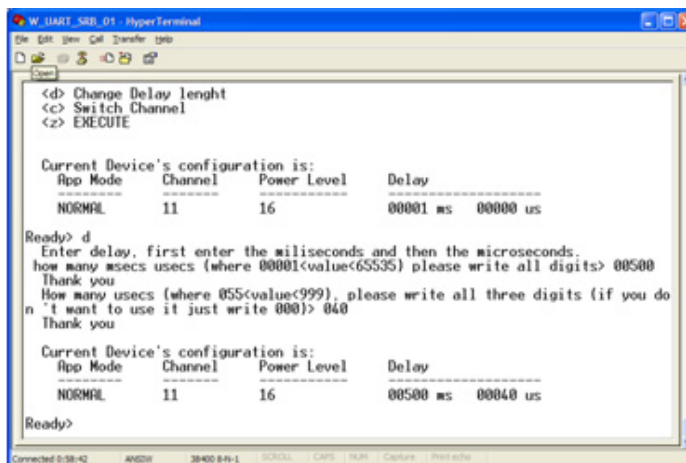 W_UART_SRB_01 - HyperTerminal
File Edit View Call Transfer Help
Open
<d> Change Delay lenght
<c> Switch Channel
<z> EXECUTE
Current Device's configuration is:
App Mode Channel Power Level Delay
-------- ------- ----------- --------------------
NORMAL 11 16 00001 ms 00000 us
Ready> d
Enter delay, first enter the miliseconds and then the microseconds.
how many msecs usecs (where 00001<value<65535) please write all digits> 00500
Thank you
How many usecs (where 055<value<999), please write all three digits (if you do
n 't want to use it just write 000)> 040
Thank you
Current Device's configuration is:
App Mode Channel Power Level Delay
-------- ------- ----------- --------------------
NORMAL 11 16 00500 ms 00040 us
Ready>
Connected 0:58:42 ANSIW 38400 8-N-1 SCROLL CAPS NUM Capture Print echo